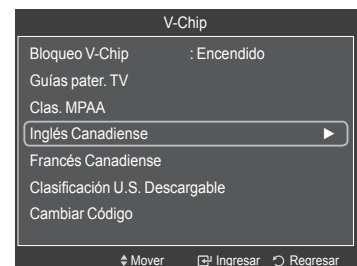 V-Chip
Bloqueo V-Chip : Encendido
Guías pater. TV
Clas. MPAA
Inglés Canadiense ►
Francés Canadiense
Clasificación U.S. Descargable
Cambiar Código
Mover Ingresar Regresar